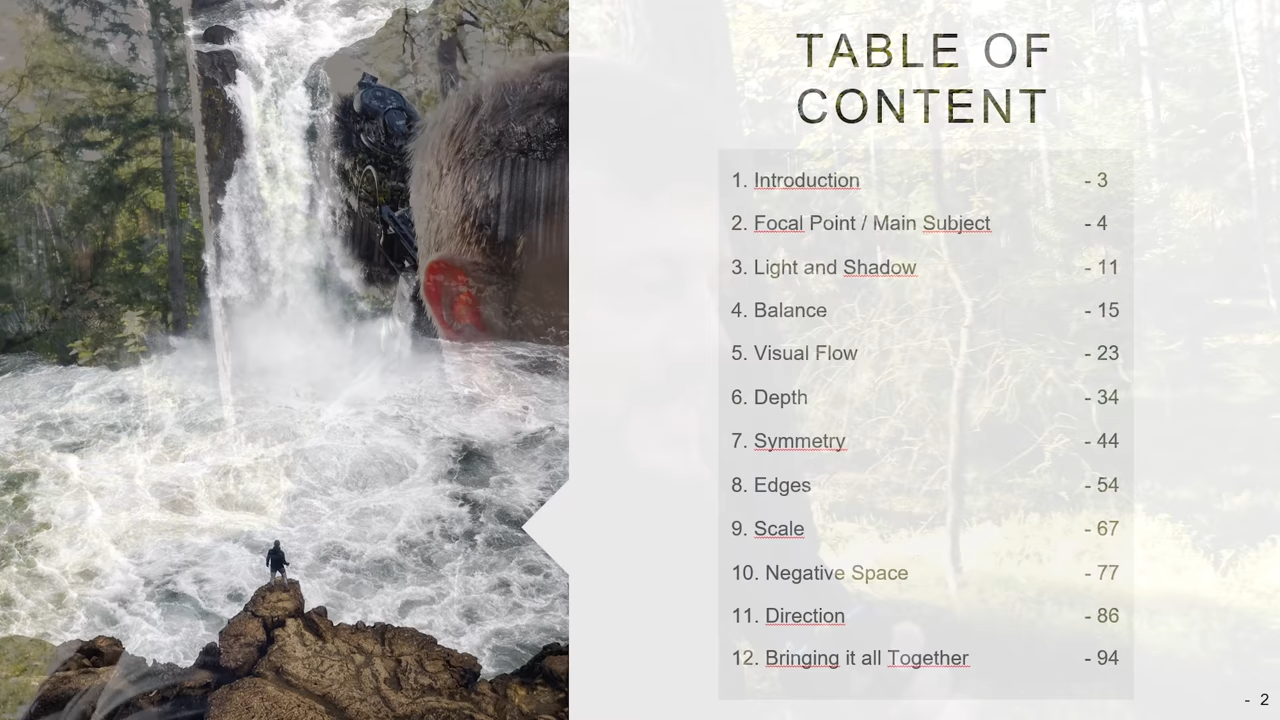 TABLE OF
CONTENT
1. Introduction - 3
2. Focal Point / Main Subject - 4
3. Light and Shadow - 11
4. Balance - 15
5. Visual Flow - 23
6. Depth - 34
7. Symmetry - 44
8. Edges - 54
9. Scale - 67
10. Negative Space - 77
11. Direction - 86
12. Bringing it all Together - 94
- 2